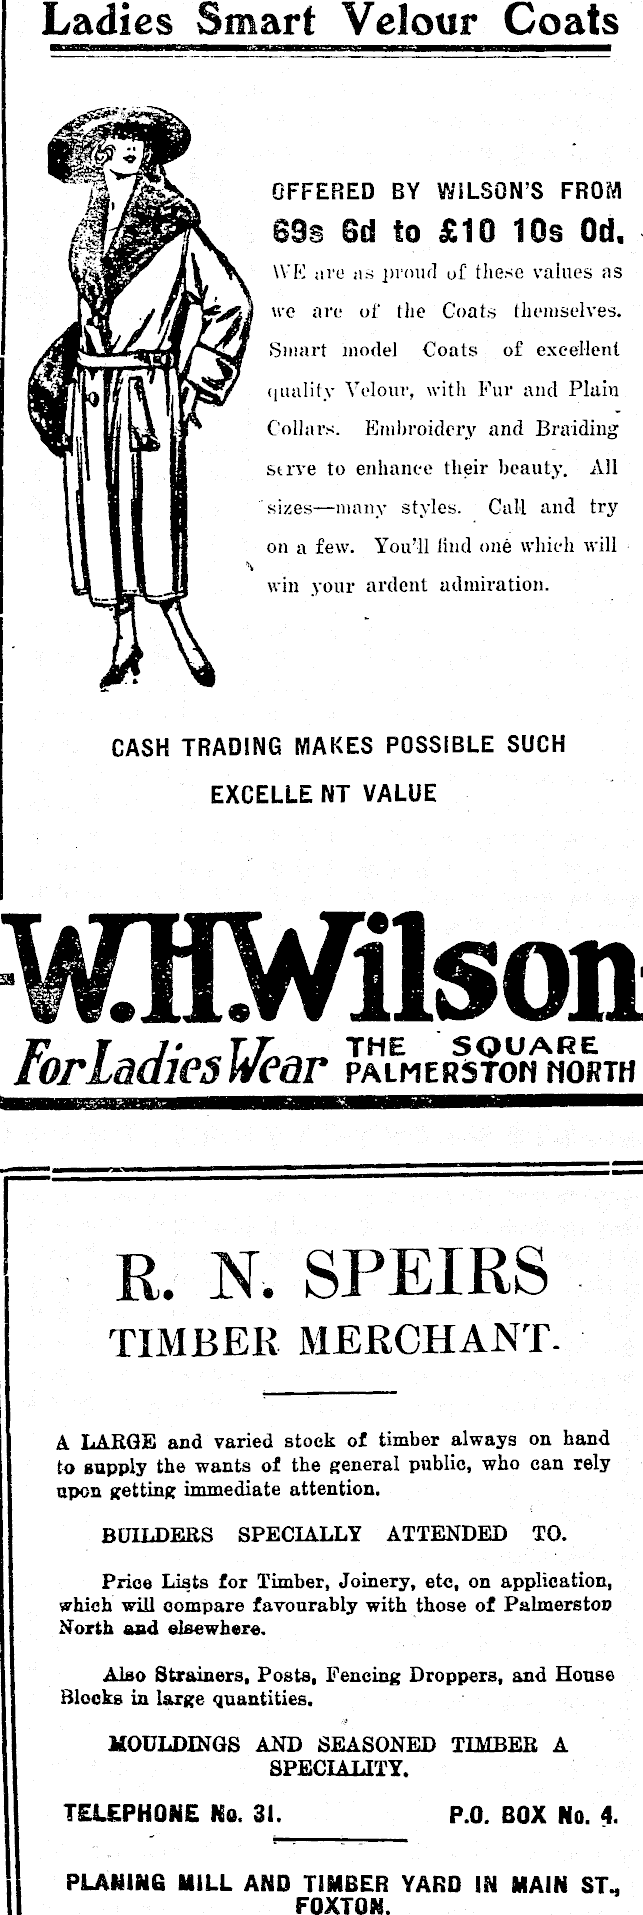 Ladies Smart Velour Coats
OFFERED BY WILSON'S FROM
69s 6d to £10 10s 0d.
WE are as proud of these values as
we are of the Coats themselves.
Smart model Coats of excellent
quality Velour, with Fur and Plain
Collars. Embroidery and Braiding
serve to enhance their beauty. All
sizes—many styles. Call and try
on a few. You'll find one which will
win your ardent admiration.
CASH TRADING MAKES POSSIBLE SUCH
EXCELLE NT VALUE
W.H.Wilson
For Ladies Wear THE SQUARE
PALMERSTON NORTH
R. N. SPEIRS
TIMBER MERCHANT.
A LARGE and varied stock of timber always on hand
to supply the wants of the general public, who can rely
upon getting immediate attention.
BUILDERS SPECIALLY ATTENDED TO.
Price Lists for Timber, Joinery, etc, on application,
which will compare favourably with those of Palmerston
North and elsewhere.
Also Strainers, Posts, Fencing Droppers, and House
Blocks in large quantities.
MOULDINGS AND SEASONED TIMBER A
SPECIALITY.
TELEPHONE No. 31. P.O. BOX No. 4.
PLANING MILL AND TIMBER YARD IN MAIN ST.,
FOXTON.